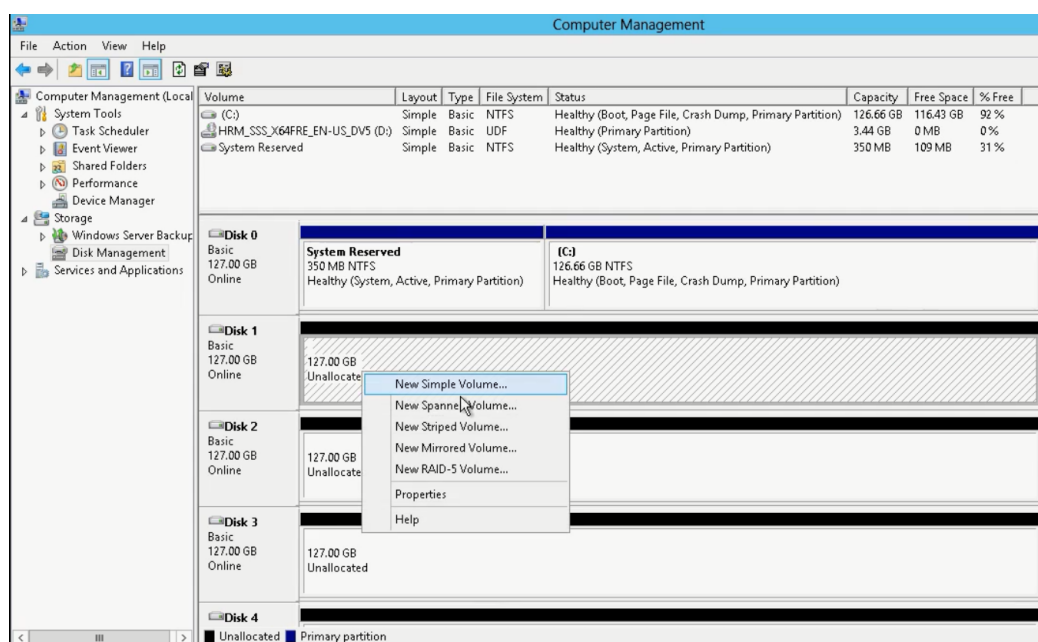 Computer Management
File Action View Help
Computer Management (Local
System Tools
Task Scheduler
Event Viewer
Shared Folders
Performance
Device Manager
Storage
Windows Server Backup
Disk Management
Services and Applications
Volume Layout Type File System Status Capacity Free Space % Free
(C:) Simple Basic NTFS Healthy (Boot, Page File, Crash Dump, Primary Partition) 126.66 GB 116.43 GB 92 %
HRM_SSS_X64FRE_EN-US_DV5 (D:) Simple Basic UDF Healthy (Primary Partition) 3.44 GB 0 MB 0 %
System Reserved Simple Basic NTFS Healthy (System, Active, Primary Partition) 350 MB 109 MB 31 %
Disk 0
Basic
127.00 GB
Online
System Reserved
350 MB NTFS
Healthy (System, Active, Primary Partition)
(C:)
126.66 GB NTFS
Healthy (Boot, Page File, Crash Dump, Primary Partition)
Disk 1
Basic
127.00 GB
Online
127.00 GB
Unallocate
New Simple Volume...
New Spanned Volume...
New Striped Volume...
New Mirrored Volume...
New RAID-5 Volume...
Properties
Help
Disk 2
Basic
127.00 GB
Online
127.00 GB
Unallocate
Disk 3
Basic
127.00 GB
Online
127.00 GB
Unallocated
Disk 4
Unallocated Primary partition